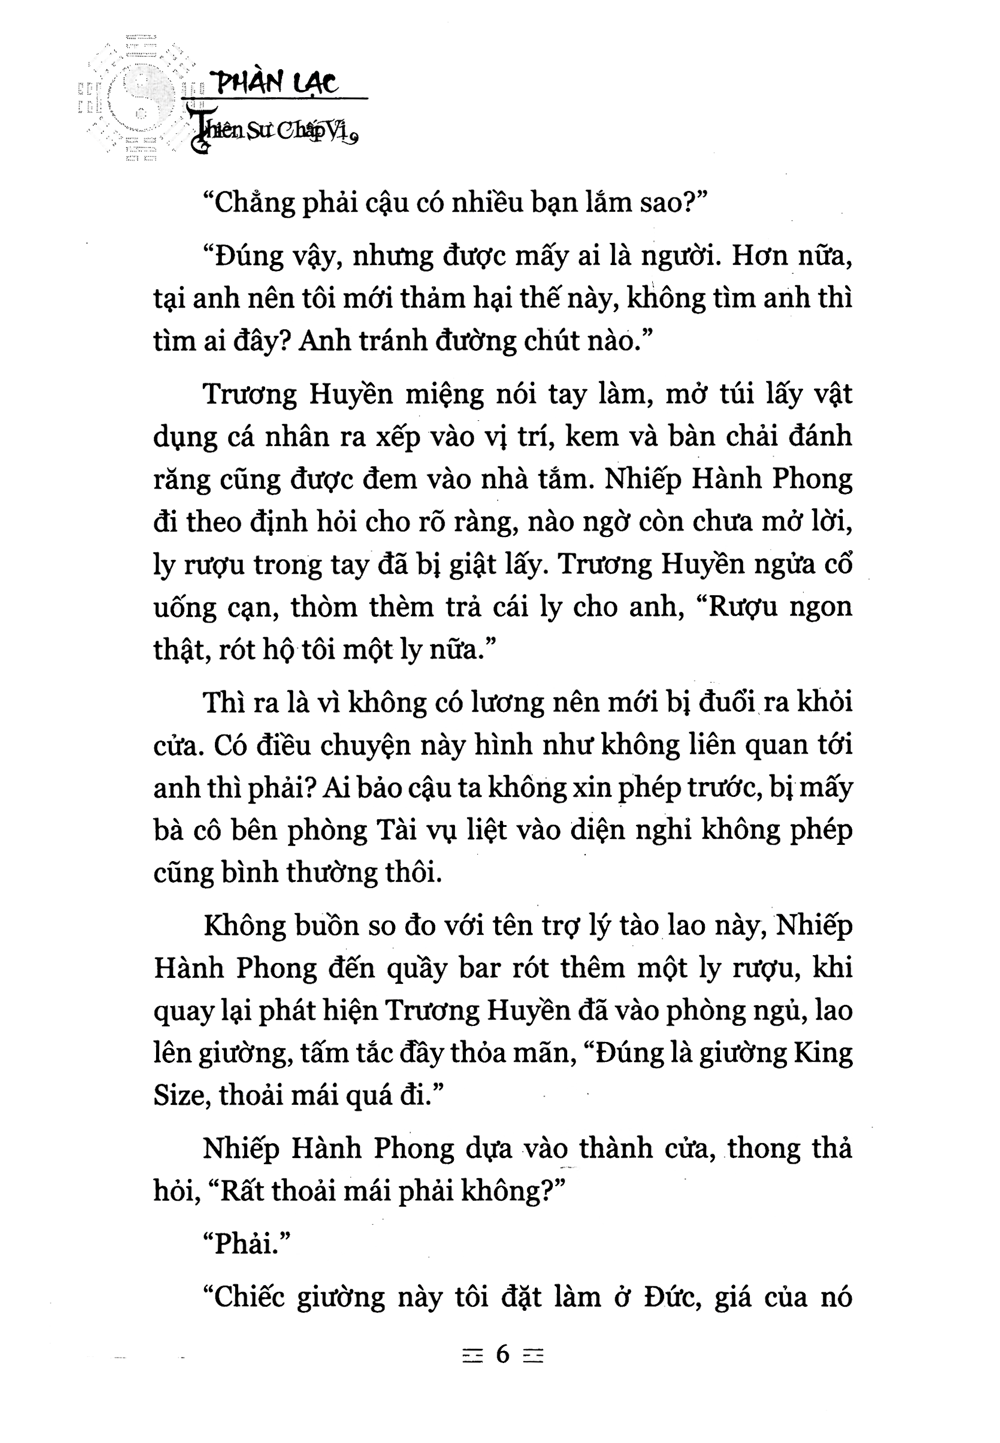 PHÀN LẠC
Thiên Sư Chấp Vị
“Chẳng phải cậu có nhiều bạn lắm sao?”
“Đúng vậy, nhưng được mấy ai là người. Hơn nữa,
tại anh nên tôi mới thảm hại thế này, không tìm anh thì
tìm ai đây? Anh tránh đường chút nào.”
Trương Huyền miệng nói tay làm, mở túi lấy vật
dụng cá nhân ra xếp vào vị trí, kem và bàn chải đánh
răng cũng được đem vào nhà tắm. Nhiếp Hành Phong
đi theo định hỏi cho rõ ràng, nào ngờ còn chưa mở lời,
ly rượu trong tay đã bị giật lấy. Trương Huyền ngửa cổ
uống cạn, thòm thèm trả cái ly cho anh, “Rượu ngon
thật, rót hộ tôi một ly nữa.”
Thì ra là vì không có lương nên mới bị đuổi ra khỏi
cửa. Có điều chuyện này hình như không liên quan tới
anh thì phải? Ai bảo cậu ta không xin phép trước, bị mấy
bà cô bên phòng Tài vụ liệt vào diện nghỉ không phép
cũng bình thường thôi.
Không buồn so đo với tên trợ lý tào lao này, Nhiếp
Hành Phong đến quầy bar rót thêm một ly rượu, khi
quay lại phát hiện Trương Huyền đã vào phòng ngủ, lao
lên giường, tấm tắc đầy thỏa mãn, “Đúng là giường King
Size, thoải mái quá đi.”
Nhiếp Hành Phong dựa vào thành cửa, thong thả
hỏi, “Rất thoải mái phải không?”
“Phải.”
“Chiếc giường này tôi đặt làm ở Đức, giá của nó
6